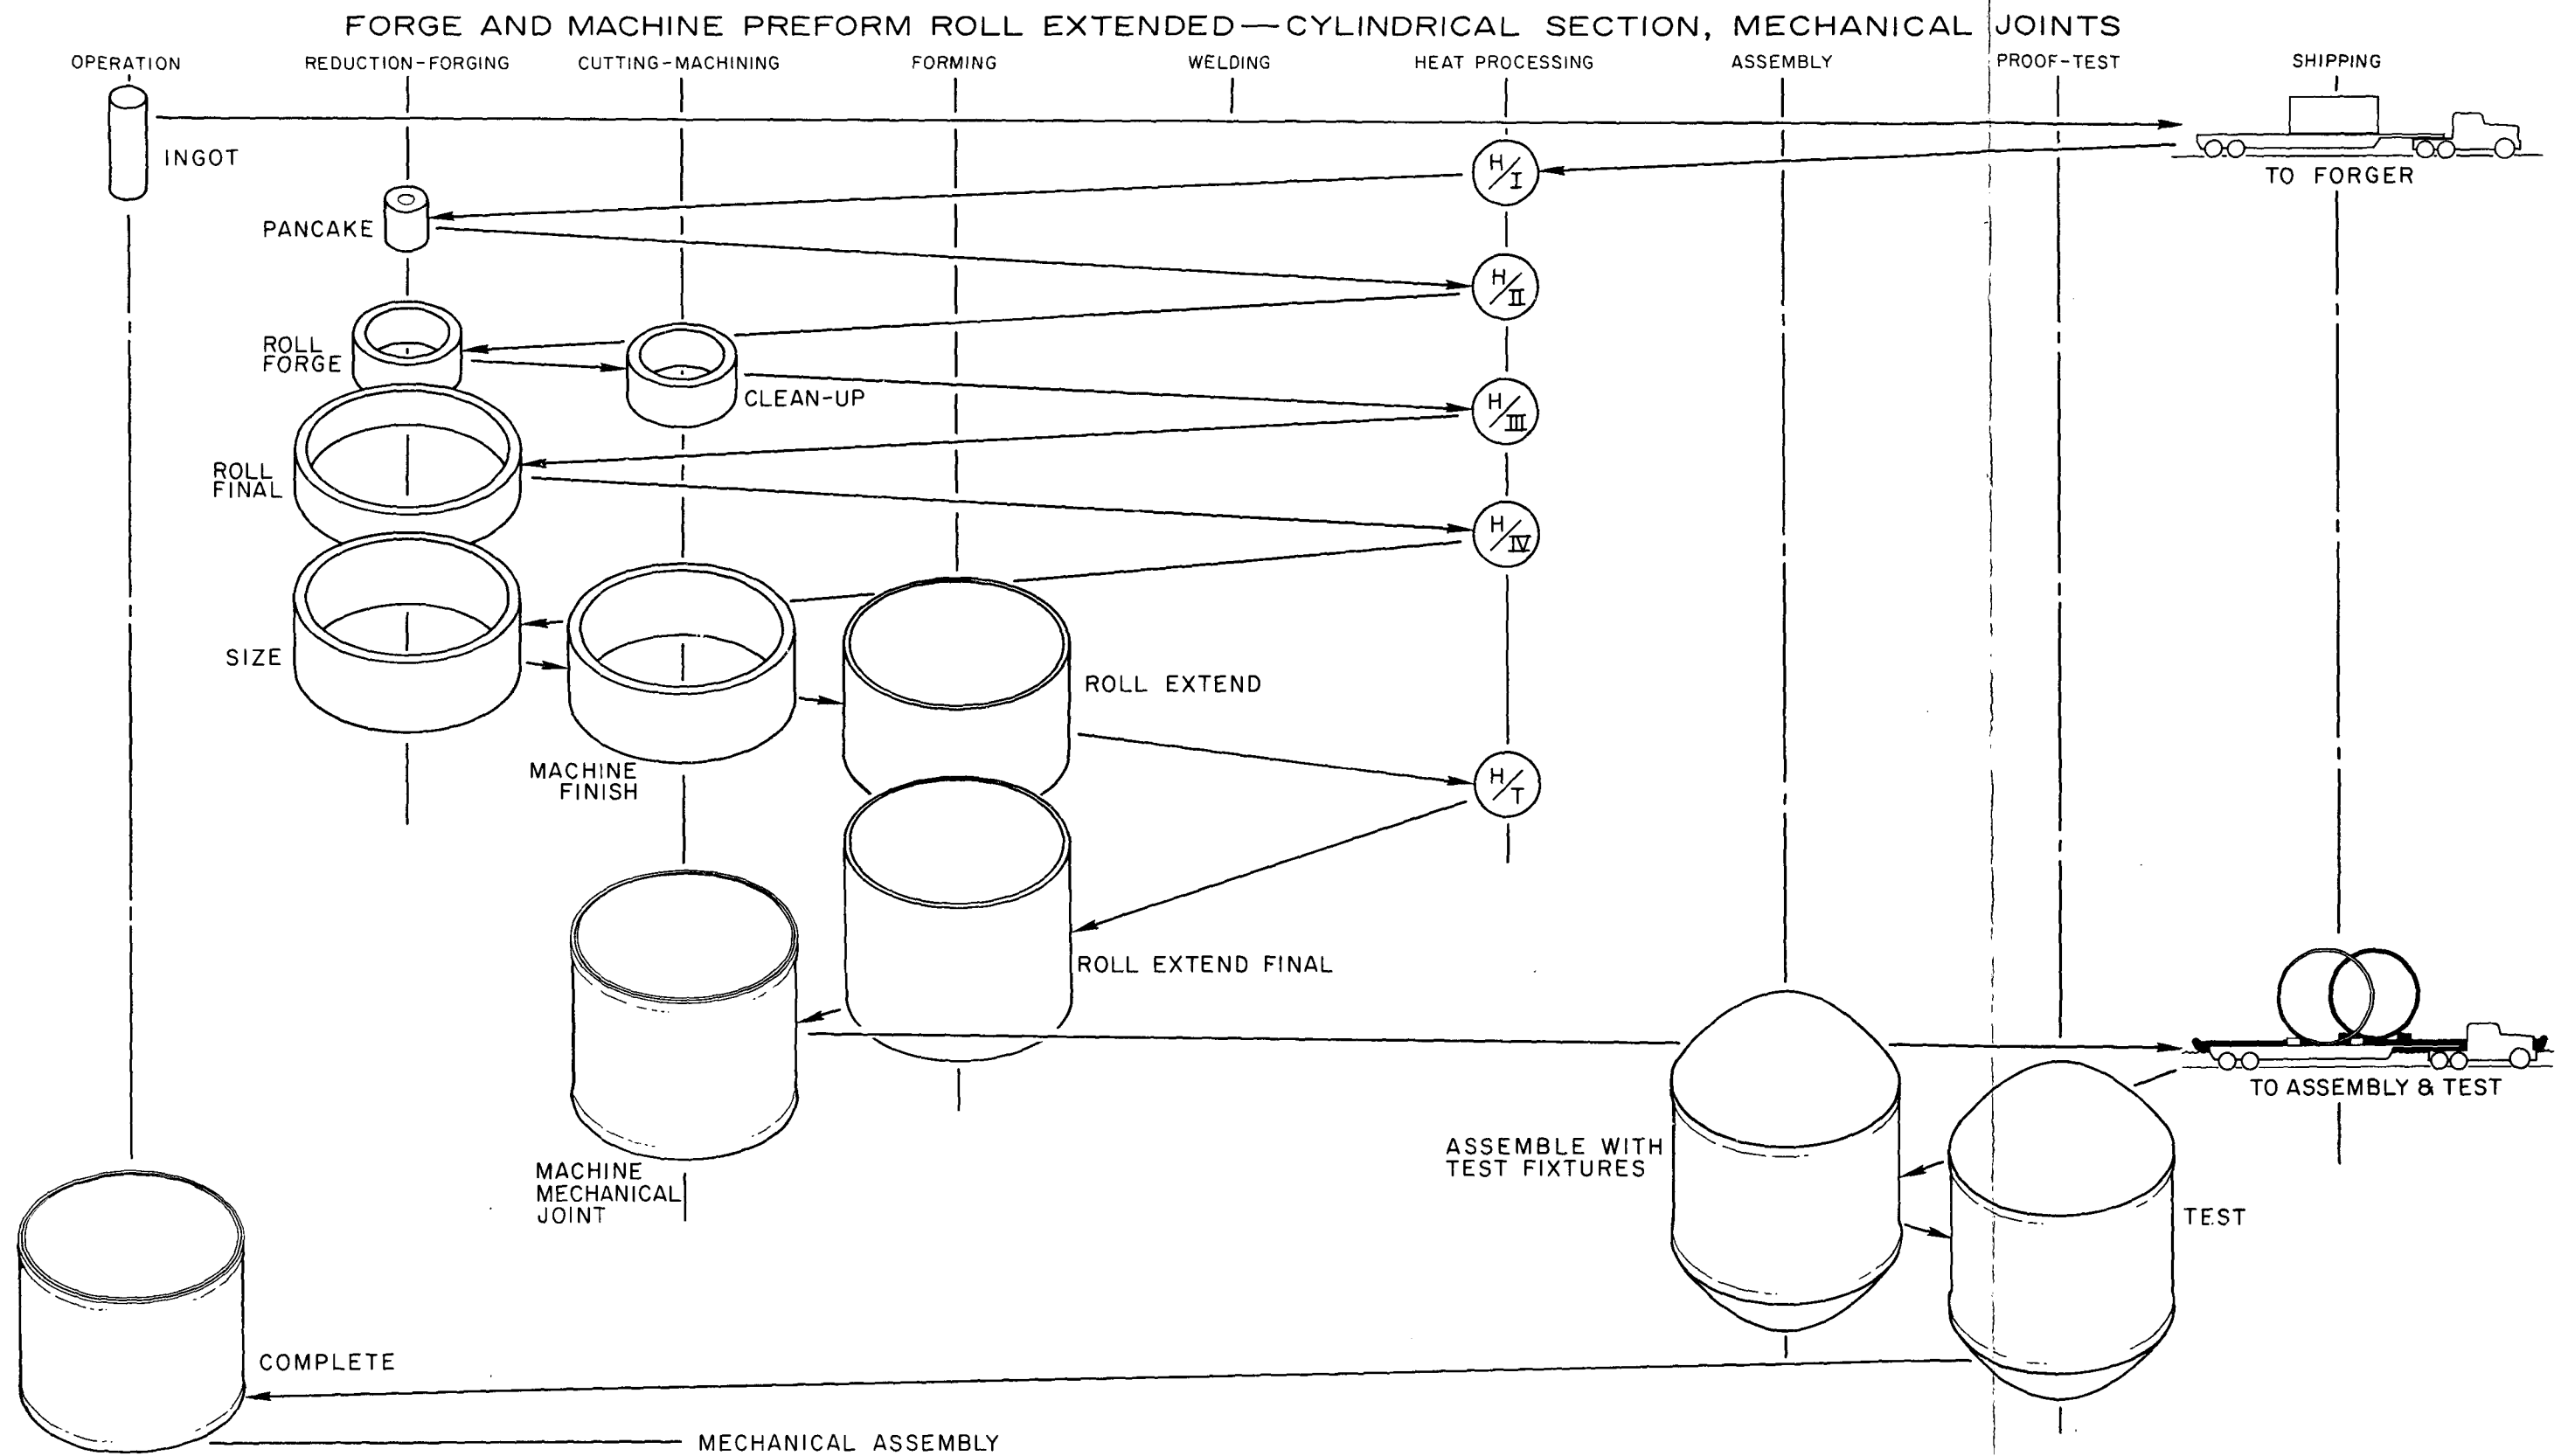 FORGE AND MACHINE PREFORM ROLL EXTENDED—CYLINDRICAL SECTION, MECHANICAL JOINTS
OPERATION
REDUCTION-FORGING
CUTTING-MACHINING
FORMING
WELDING
HEAT PROCESSING
ASSEMBLY
PROOF-TEST
SHIPPING
INGOT
TO FORGER
H/I
PANCAKE
H/II
ROLL
FORGE
CLEAN-UP
H/III
ROLL
FINAL
H/IV
SIZE
MACHINE
FINISH
ROLL EXTEND
H/T
ROLL EXTEND FINAL
MACHINE
MECHANICAL
JOINT
TO ASSEMBLY & TEST
ASSEMBLE WITH
TEST FIXTURES
TEST
COMPLETE
MECHANICAL ASSEMBLY